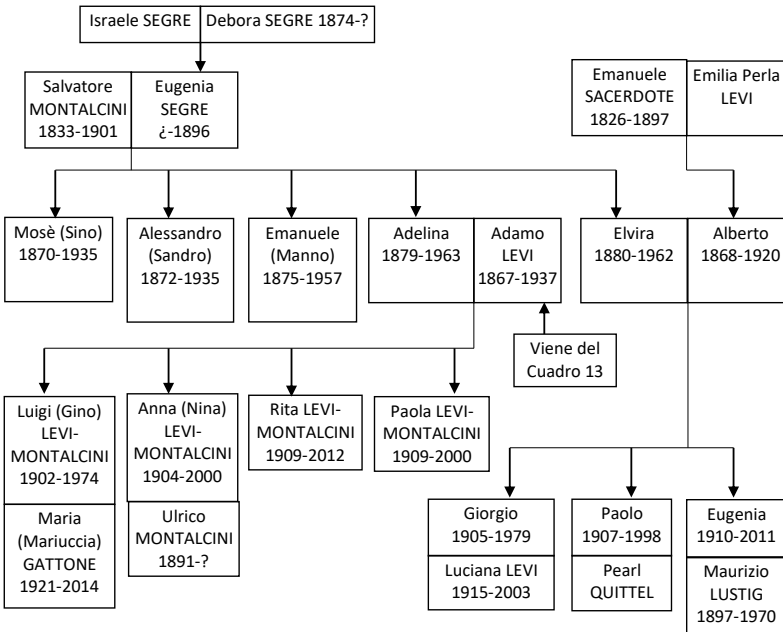 Israele SEGRE
Debora SEGRE 1874-?
Salvatore
MONTALCINI
1833-1901
Eugenia
SEGRE
¿-1896
Emanuele
SACERDOTE
1826-1897
Emilia Perla
LEVI
Mosè (Sino)
1870-1935
Alessandro
(Sandro)
1872-1935
Emanuele
(Manno)
1875-1957
Adelina
1879-1963
Adamo
LEVI
1867-1937
Elvira
1880-1962
Alberto
1868-1920
Viene del
Cuadro 13
Luigi (Gino)
LEVI-
MONTALCINI
1902-1974
Anna (Nina)
LEVI-
MONTALCINI
1904-2000
Rita LEVI-
MONTALCINI
1909-2012
Paola LEVI-
MONTALCINI
1909-2000
Maria
(Mariuccia)
GATTONE
1921-2014
Ulrico
MONTALCINI
1891-?
Giorgio
1905-1979
Paolo
1907-1998
Eugenia
1910-2011
Luciana LEVI
1915-2003
Pearl
QUITTEL
Maurizio
LUSTIG
1897-1970